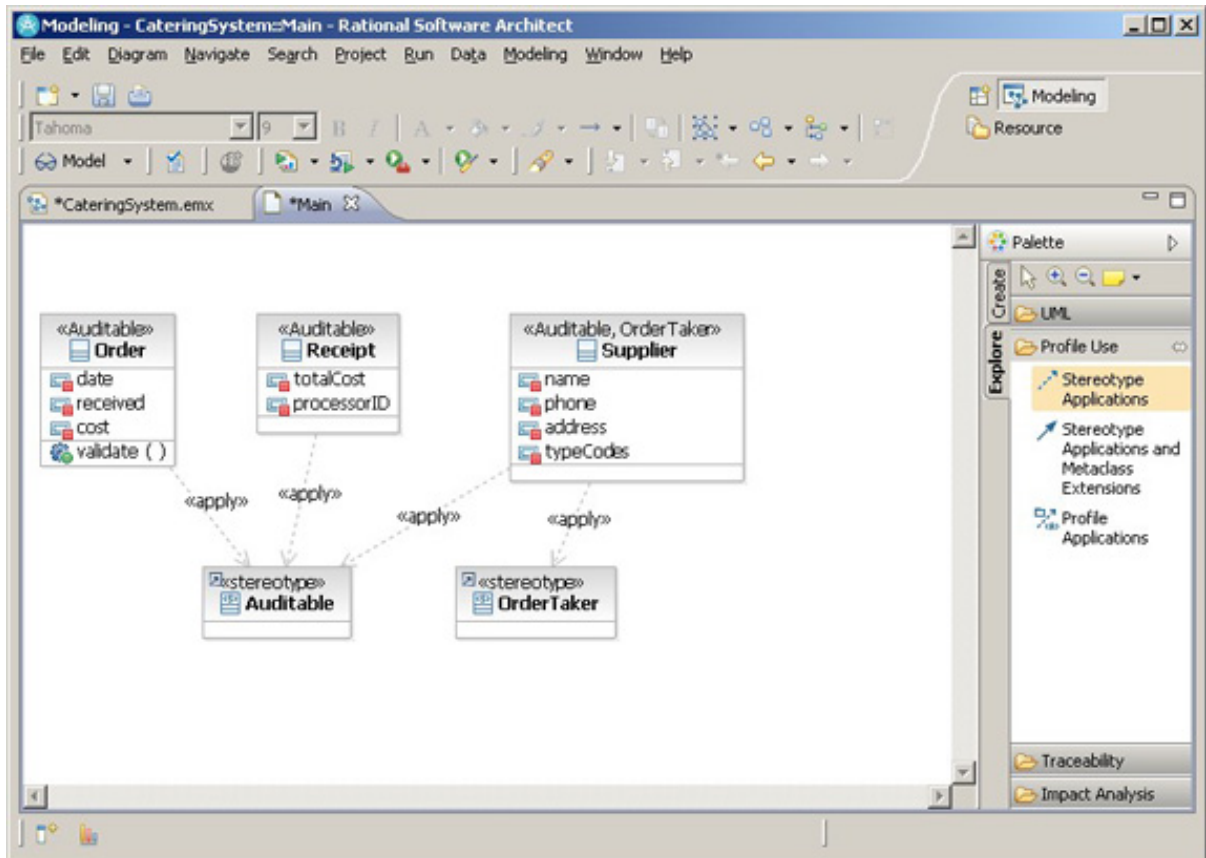 Modeling - CateringSystem::Main - Rational Software Architect
File Edit Diagram Navigate Search Project Run Data Modeling Window Help
Modeling
Tahoma 9 B I A
Resource
Model
*CateringSystem.emx *Main
Palette
Create
Explore
UML
Profile Use
Stereotype
Applications
Stereotype
Applications and
Metaclass
Extensions
Profile
Applications
Traceability
Impact Analysis
«Auditable»
Order
date
received
cost
validate ( )
«Auditable»
Receipt
totalCost
processorID
«Auditable, OrderTaker»
Supplier
name
phone
address
typeCodes
«apply»
«apply»
«apply»
«apply»
«stereotype»
Auditable
«stereotype»
OrderTaker